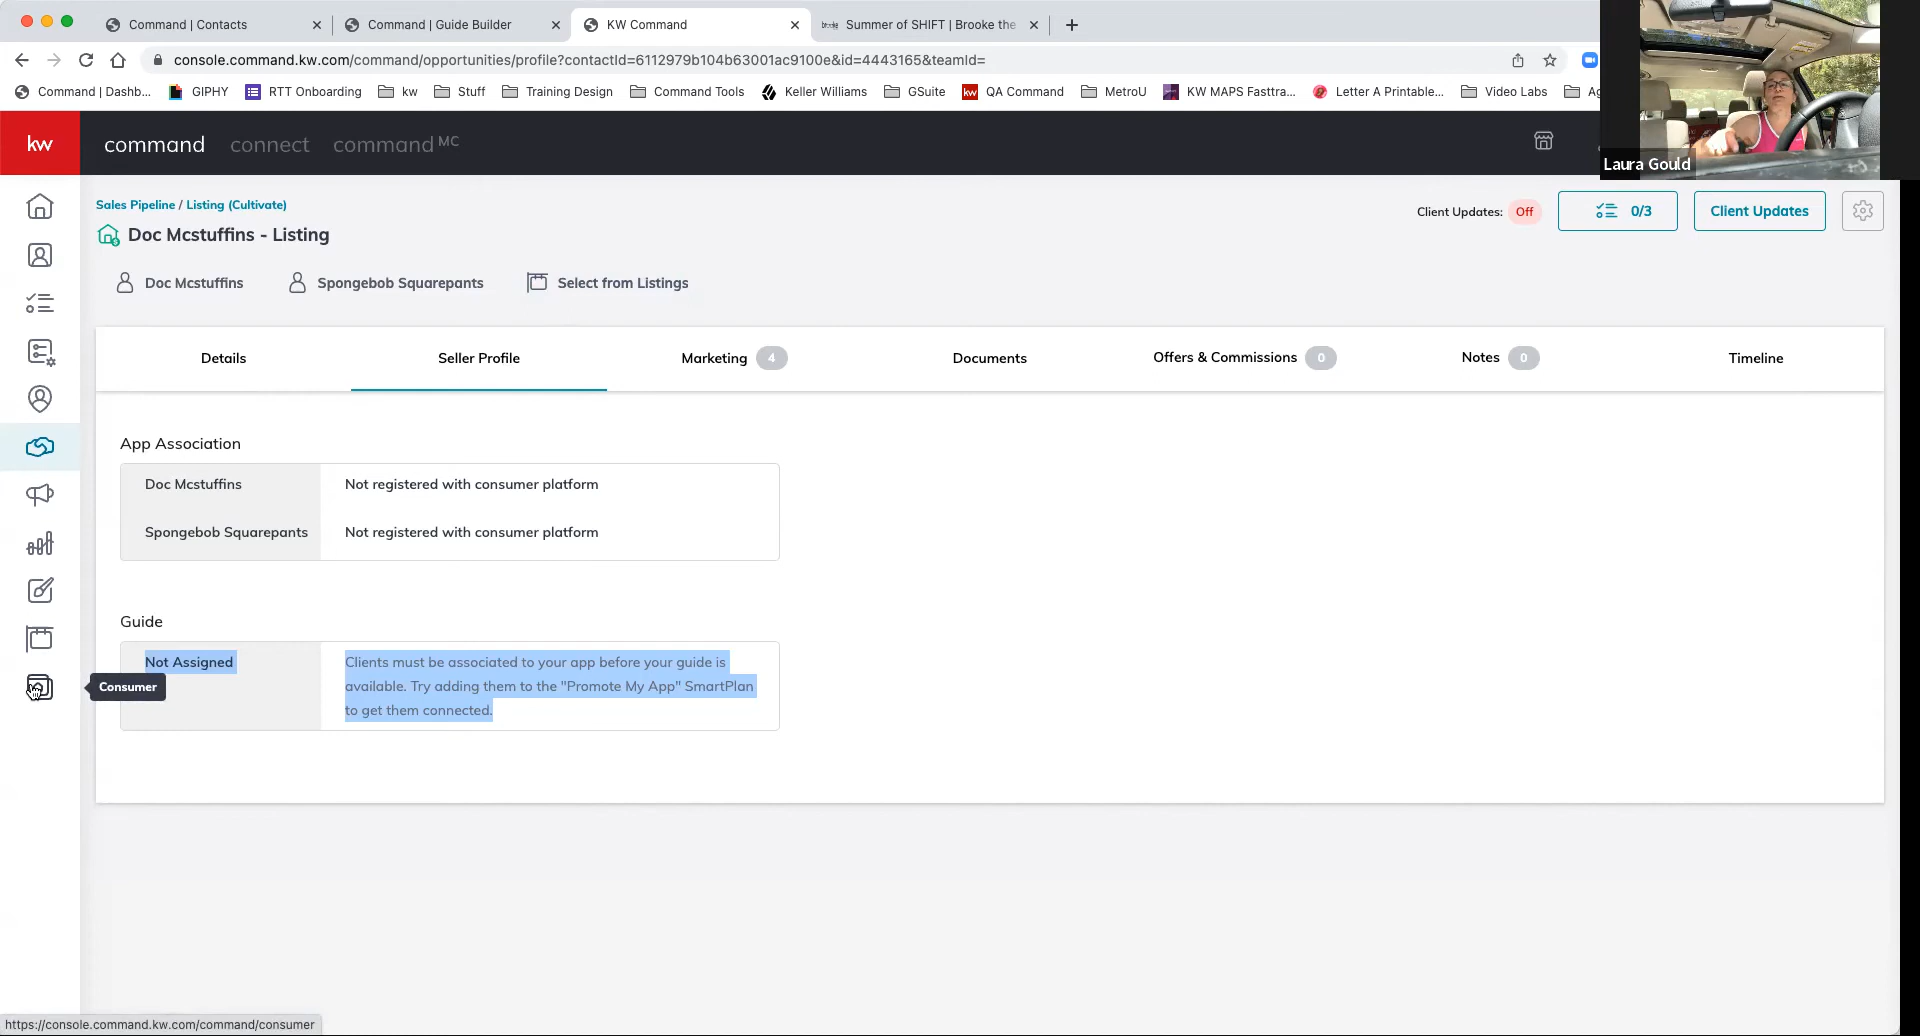 Command | Contacts
Command | Guide Builder
KW Command
Summer of SHIFT | Brooke the
console.command.kw.com/command/opportunities/profile?contactId=6112979b104b63001ac9100e&id=4443165&teamId=
Command | Dashb...
GIPHY
RTT Onboarding
kw
Stuff
Training Design
Command Tools
Keller Williams
GSuite
QA Command
MetroU
KW MAPS Fasttra...
Letter A Printable...
Video Labs
kw
command
connect
command MC
Laura Gould
Sales Pipeline / Listing (Cultivate)
Client Updates: Off
0/3
Client Updates
Doc Mcstuffins - Listing
Doc Mcstuffins
Spongebob Squarepants
Select from Listings
Details
Seller Profile
Marketing 4
Documents
Offers & Commissions 0
Notes 0
Timeline
App Association
Doc Mcstuffins
Not registered with consumer platform
Spongebob Squarepants
Not registered with consumer platform
Guide
Not Assigned
Clients must be associated to your app before your guide is
available. Try adding them to the "Promote My App" SmartPlan
to get them connected.
Consumer
https://console.command.kw.com/command/consumer